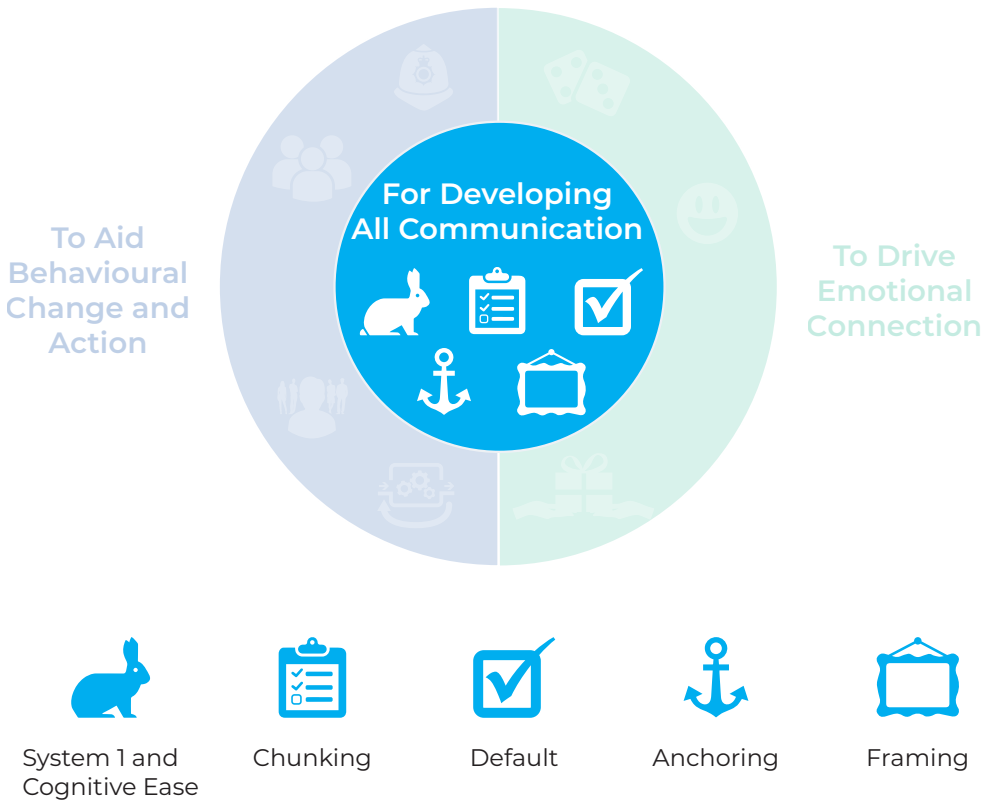 For Developing
All Communication
To Aid
Behavioural
Change and
Action
To Drive
Emotional
Connection
System 1 and
Cognitive Ease
Chunking
Default
Anchoring
Framing